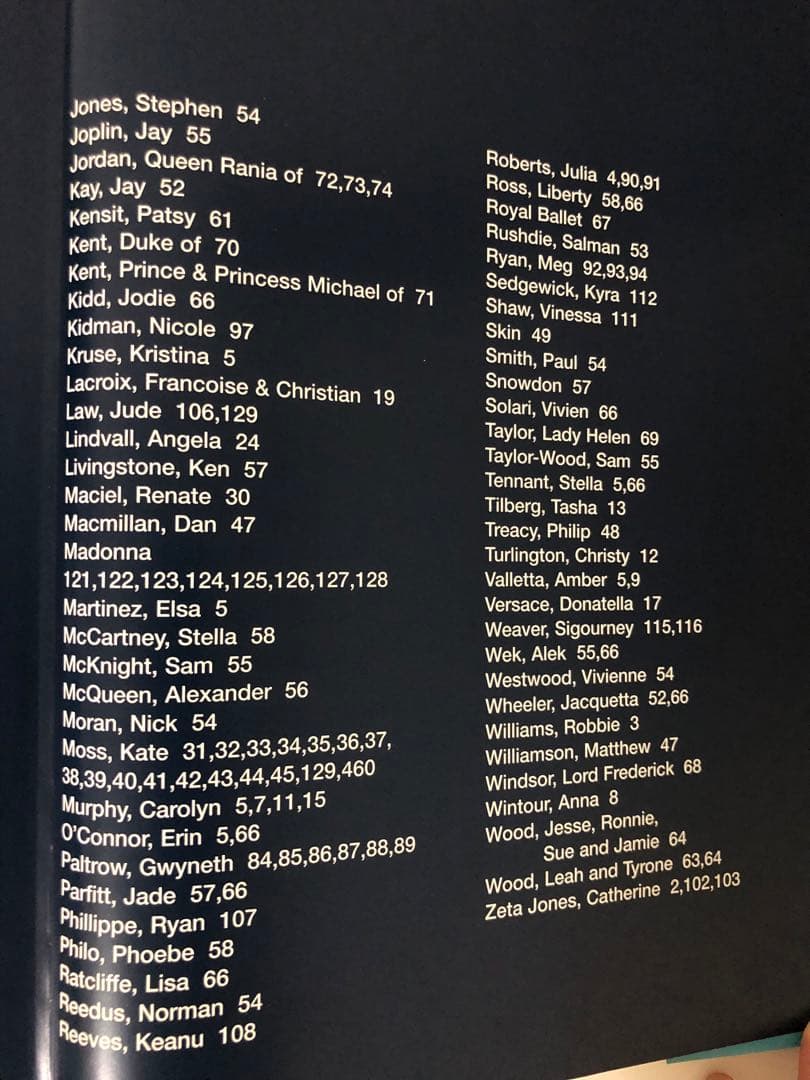 Jones, Stephen 54
Joplin, Jay 55
Jordan, Queen Rania of 72,73,74
Kay, Jay 52
Kensit, Patsy 61
Kent, Duke of 70
Kent, Prince & Princess Michael of 71
Kidd, Jodie 66
Kidman, Nicole 97
Kruse, Kristina 5
Lacroix, Francoise & Christian 19
Law, Jude 106,129
Lindvall, Angela 24
Livingstone, Ken 57
Maciel, Renate 30
Macmillan, Dan 47
Madonna
121,122,123,124,125,126,127,128
Martinez, Elsa 5
McCartney, Stella 58
McKnight, Sam 55
McQueen, Alexander 56
Moran, Nick 54
Moss, Kate 31,32,33,34,35,36,37,
38,39,40,41,42,43,44,45,129,460
Murphy, Carolyn 5,7,11,15
O'Connor, Erin 5,66
Paltrow, Gwyneth 84,85,86,87,88,89
Parfitt, Jade 57,66
Phillippe, Ryan 107
Philo, Phoebe 58
Ratcliffe, Lisa 66
Reedus, Norman 54
Reeves, Keanu 108
Roberts, Julia 4,90,91
Ross, Liberty 58,66
Royal Ballet 67
Rushdie, Salman 53
Ryan, Meg 92,93,94
Sedgewick, Kyra 112
Shaw, Vinessa 111
Skin 49
Smith, Paul 54
Snowdon 57
Solari, Vivien 66
Taylor, Lady Helen 69
Taylor-Wood, Sam 55
Tennant, Stella 5,66
Tilberg, Tasha 13
Treacy, Philip 48
Turlington, Christy 12
Valletta, Amber 5,9
Versace, Donatella 17
Weaver, Sigourney 115,116
Wek, Alek 55,66
Westwood, Vivienne 54
Wheeler, Jacquetta 52,66
Williams, Robbie 3
Williamson, Matthew 47
Windsor, Lord Frederick 68
Wintour, Anna 8
Wood, Jesse, Ronnie,
Sue and Jamie 64
Wood, Leah and Tyrone 63,64
Zeta Jones, Catherine 2,102,103